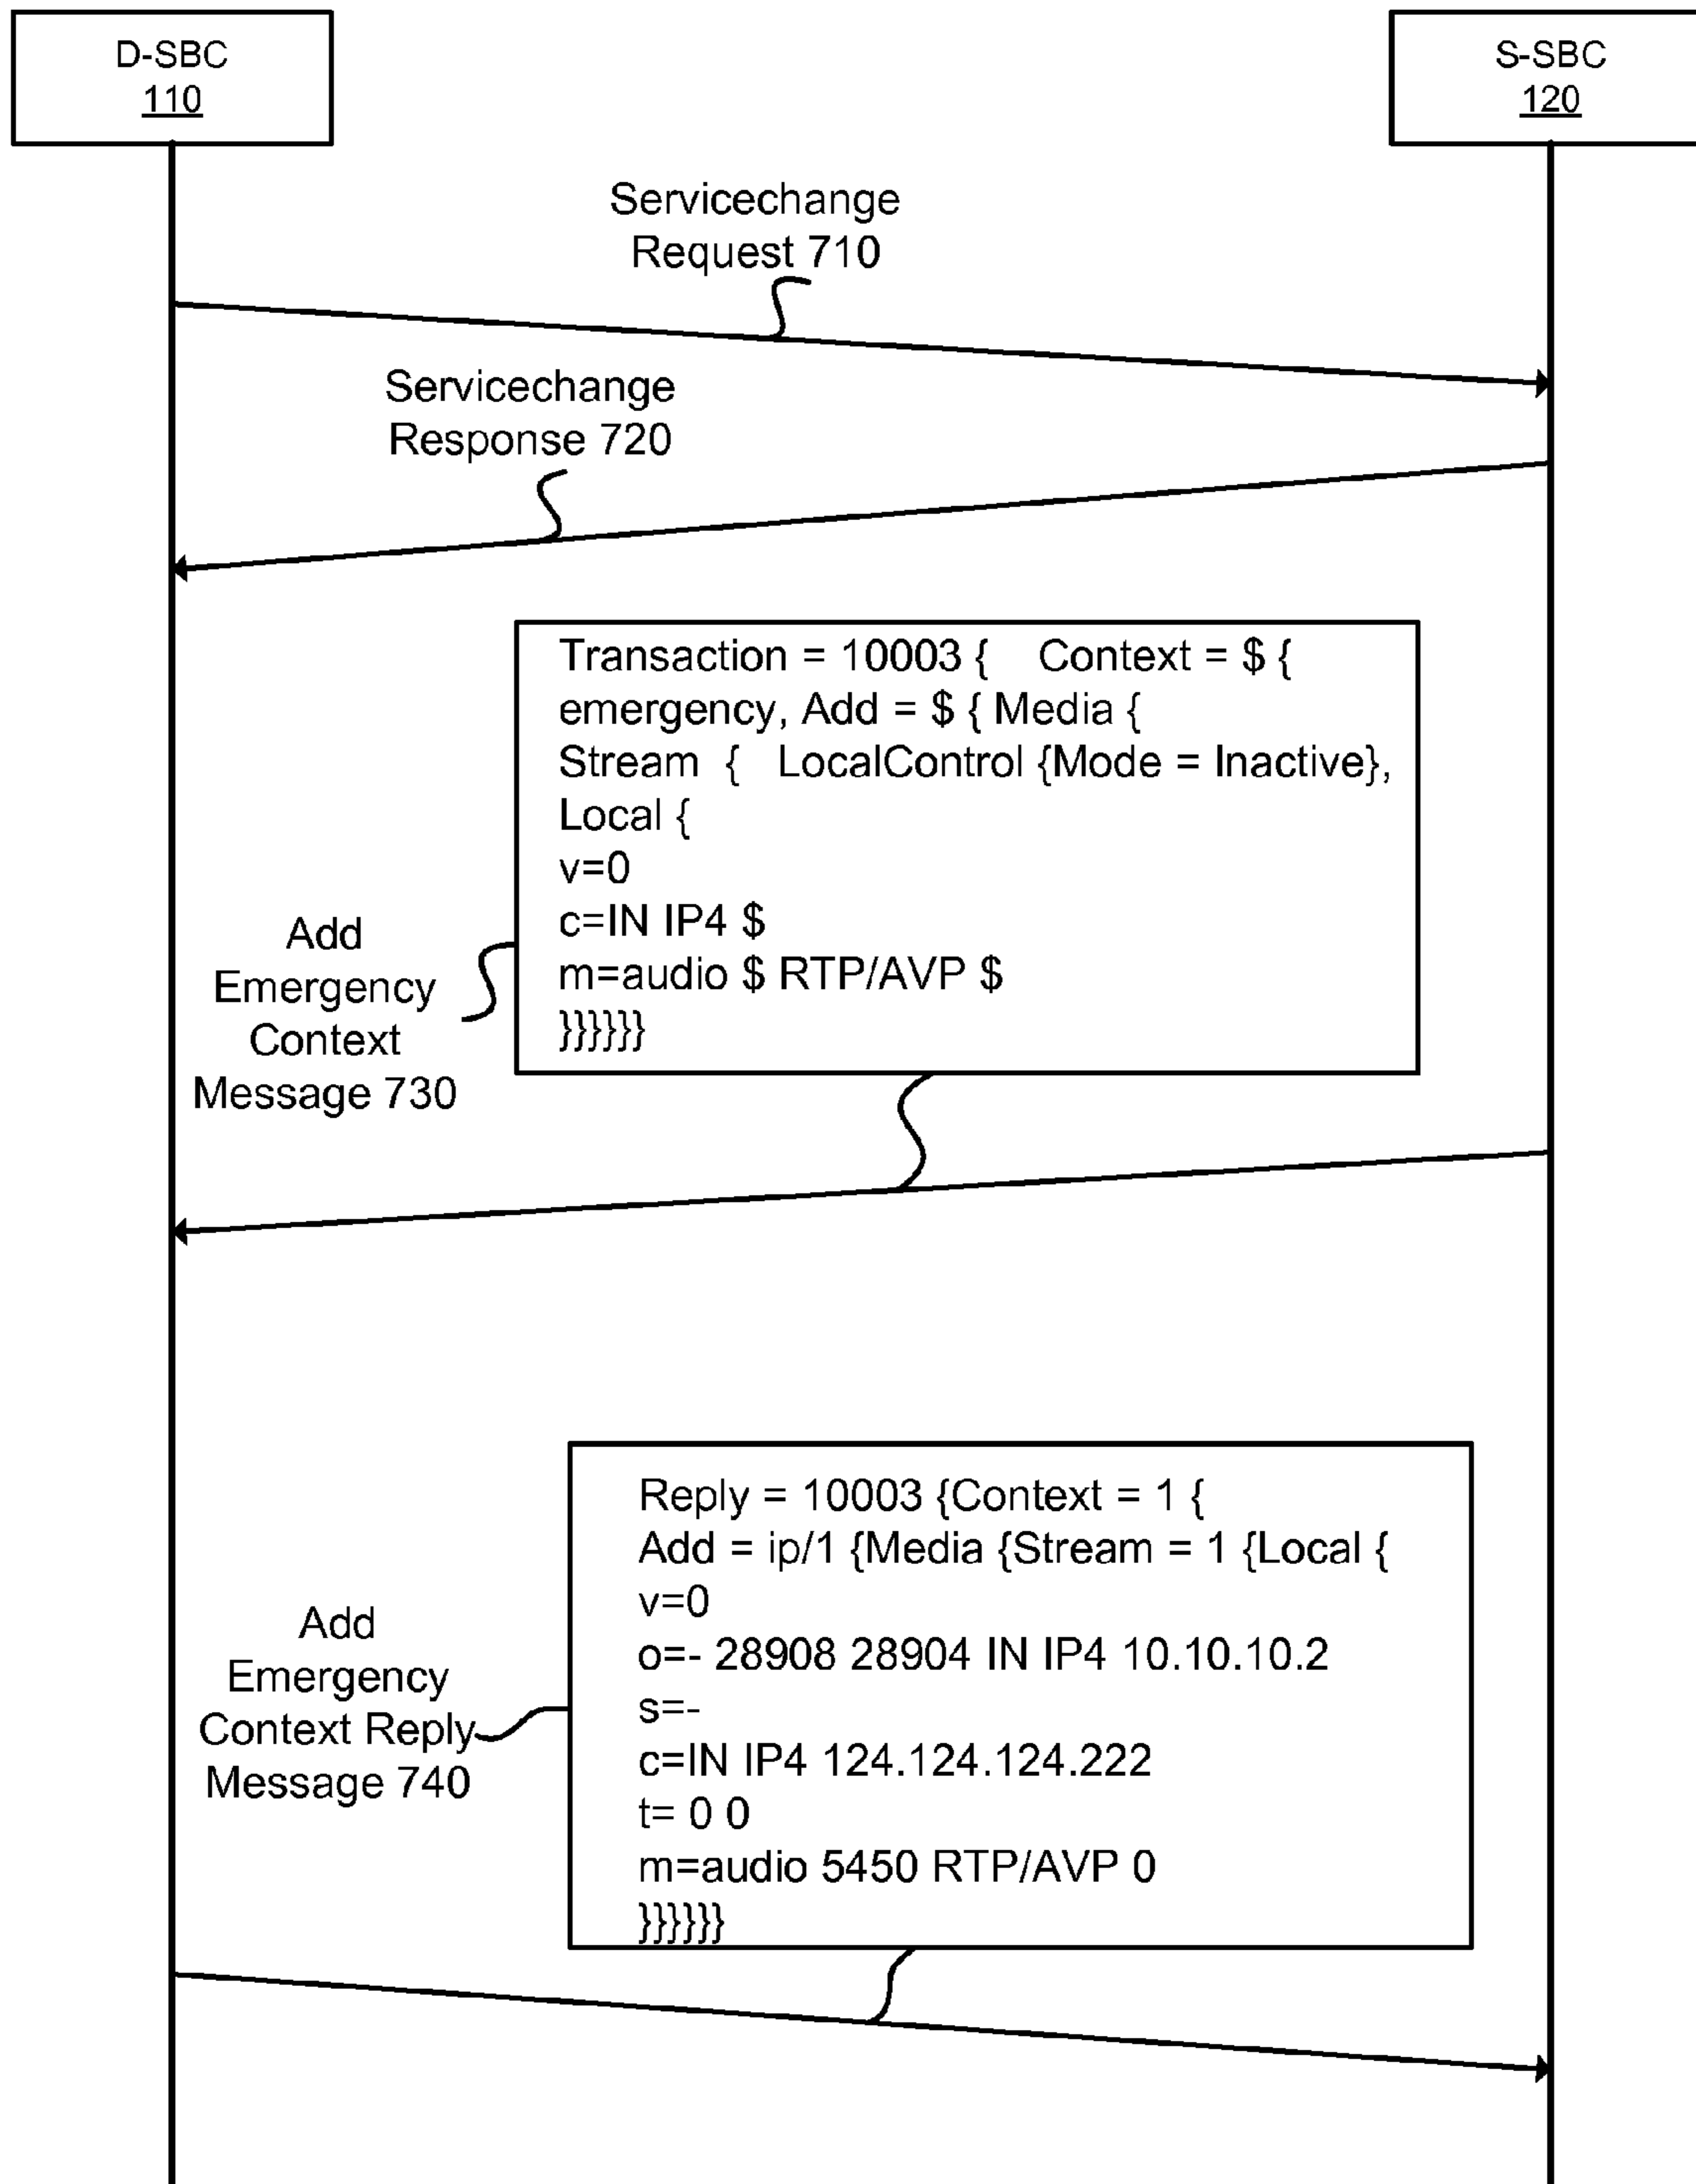 D-SBC
110
S-SBC
120
Servicechange
Request 710
Servicechange
Response 720
Transaction = 10003 {    Context = $ {
emergency, Add = $ { Media {
Stream  {   LocalControl {Mode = Inactive},
Local {
v=0
c=IN IP4 $
m=audio $ RTP/AVP $
}}}}}}
Add
Emergency
Context
Message 730
Reply = 10003 {Context = 1 {
Add = ip/1 {Media {Stream = 1 {Local {
v=0
o=- 28908 28904 IN IP4 10.10.10.2
s=-
c=IN IP4 124.124.124.222
t= 0 0
m=audio 5450 RTP/AVP 0
}}}}}}
Add
Emergency
Context Reply
Message 740